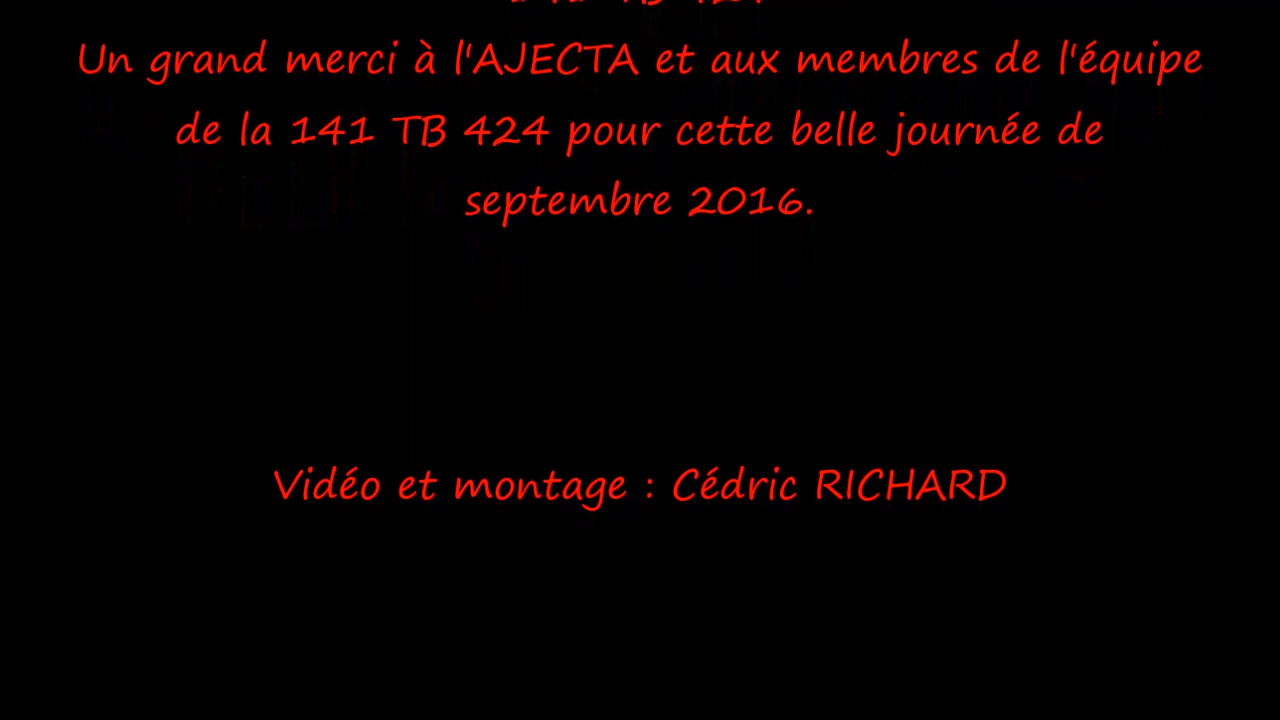 Un grand merci à l'AJECTA et aux membres de l'équipe
de la 141 TB 424 pour cette belle journée de
septembre 2016.
Vidéo et montage : Cédric RICHARD